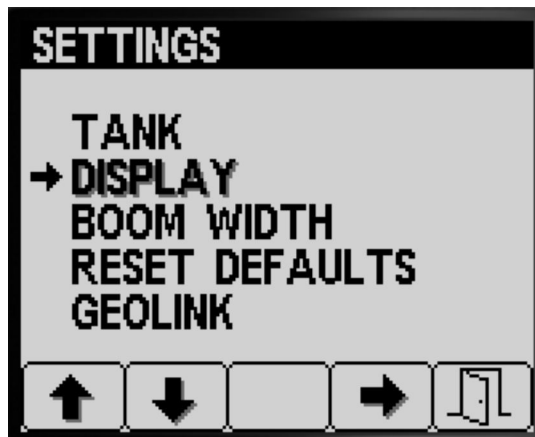 SETTINGS
TANK
DISPLAY
BOOM WIDTH
RESET DEFAULTS
GEOLINK